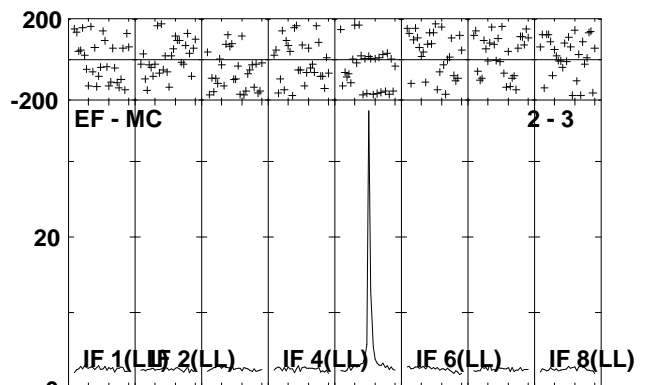 200
-200
EF - MC 2 - 3
20
IF 1(LL) IF 2(LL) IF 4(LL) IF 6(LL) IF 8(LL)